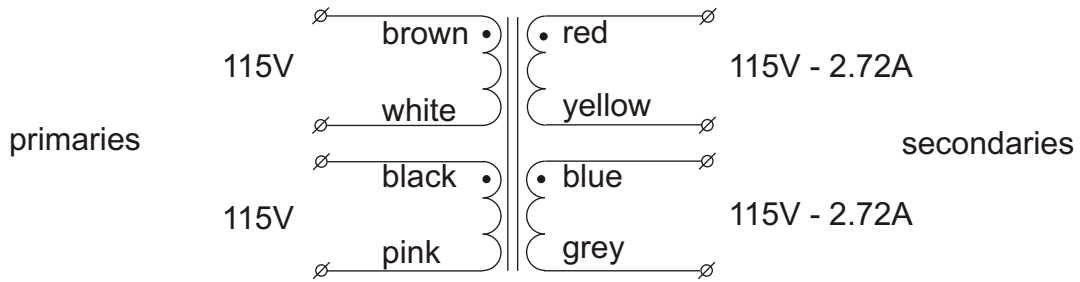 brown
red
115V
115V - 2.72A
white
yellow
primaries
secondaries
black
blue
115V
115V - 2.72A
pink
grey